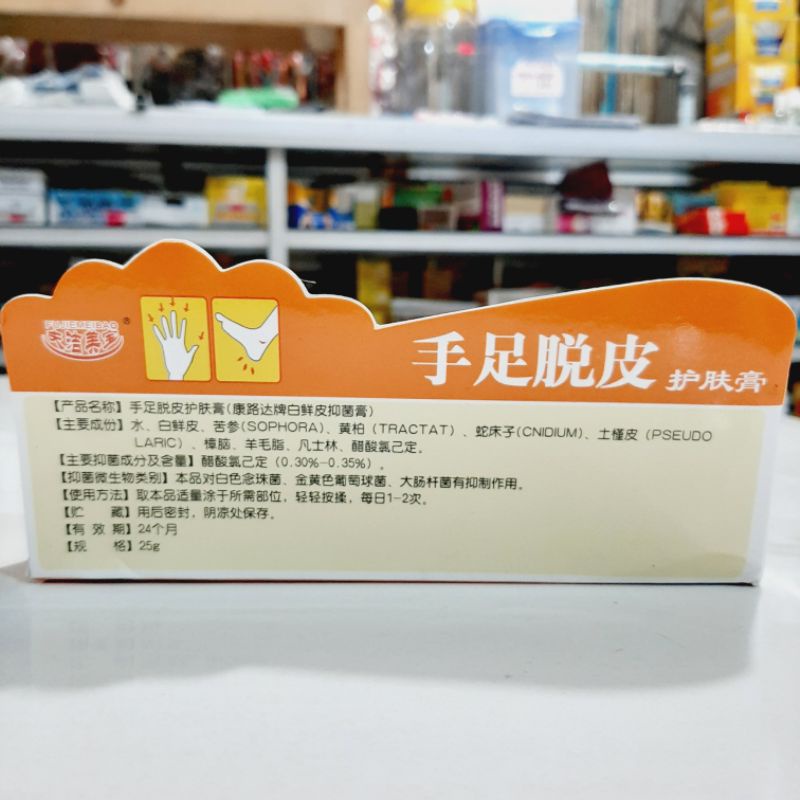 FUJIEMEIBAO®
手足脱皮 护肤膏
【产品名称】手足脱皮护肤膏(康路达牌白鲜皮抑菌膏)
【主要成份】水、白鲜皮、苦参(SOPHORA)、黄柏(TRACTAT)、蛇床子(CNIDIUM)、土槿皮(PSEUDO
LARIC)、樟脑、羊毛脂、凡士林、醋酸氯己定。
【主要抑菌成分及含量】醋酸氯己定(0.30%-0.35%)。
【抑菌微生物类别】本品对白色念珠菌、金黄色葡萄球菌、大肠杆菌有抑制作用。
【使用方法】取本品适量涂于所需部位，轻轻按揉，每日1-2次。
【贮 藏】用后密封，阴凉处保存。
【有 效 期】24个月
【规 格】25g